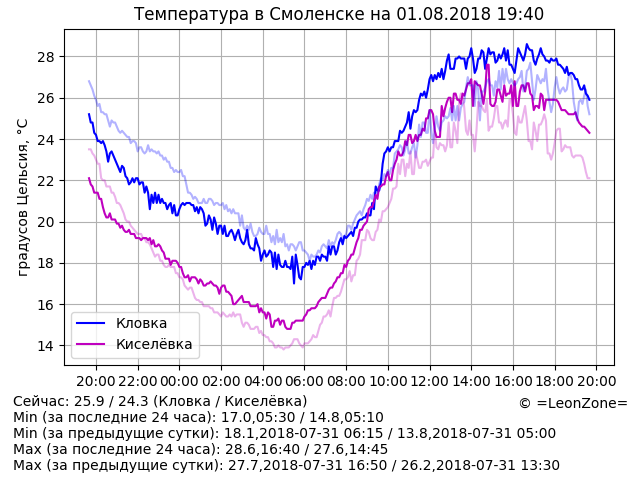 Температура в Смоленске на 01.08.2018 19:40
градусов Цельсия, °C
28
26
24
22
20
18
16
14
Кловка
Киселёвка
20:00 22:00 00:00 02:00 04:00 06:00 08:00 10:00 12:00 14:00 16:00 18:00 20:00
Сейчас: 25.9 / 24.3 (Кловка / Киселёвка)
© =LeonZone=
Min (за последние 24 часа): 17.0,05:30 / 14.8,05:10
Min (за предыдущие сутки): 18.1,2018-07-31 06:15 / 13.8,2018-07-31 05:00
Max (за последние 24 часа): 28.6,16:40 / 27.6,14:45
Max (за предыдущие сутки): 27.7,2018-07-31 16:50 / 26.2,2018-07-31 13:30